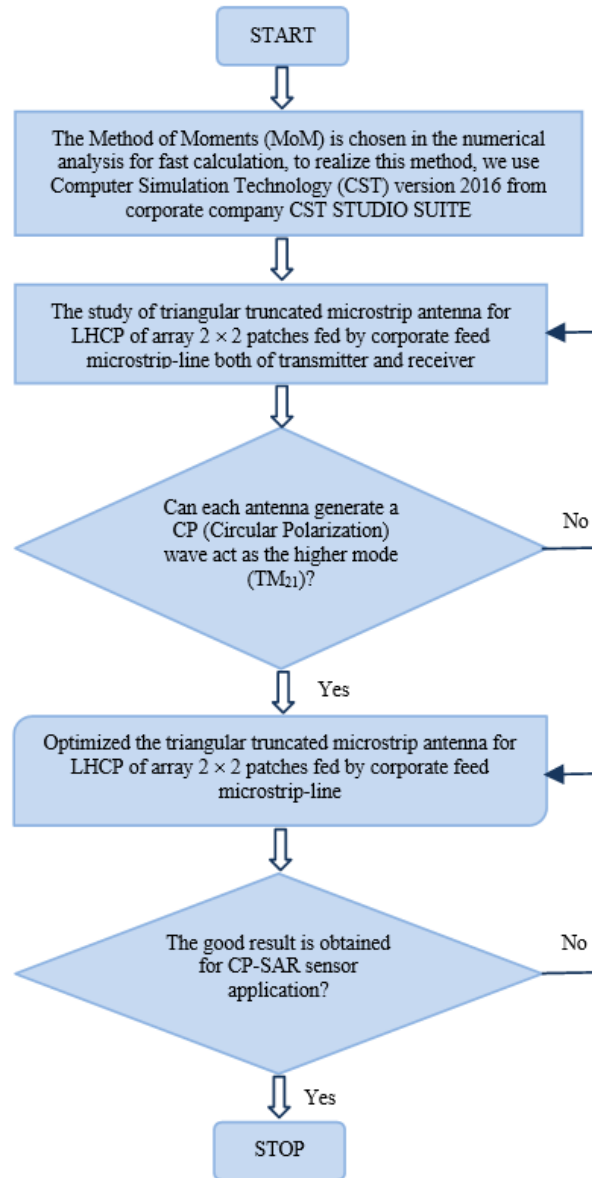 START
The Method of Moments (MoM) is chosen in the numerical
analysis for fast calculation, to realize this method, we use
Computer Simulation Technology (CST) version 2016 from
corporate company CST STUDIO SUITE
The study of triangular truncated microstrip antenna for
LHCP of array 2 × 2 patches fed by corporate feed
microstrip-line both of transmitter and receiver
Can each antenna generate a
CP (Circular Polarization)
wave act as the higher mode
(TM₂₁)?
No
Yes
Optimized the triangular truncated microstrip antenna for
LHCP of array 2 × 2 patches fed by corporate feed
microstrip-line
The good result is obtained
for CP-SAR sensor
application?
No
Yes
STOP